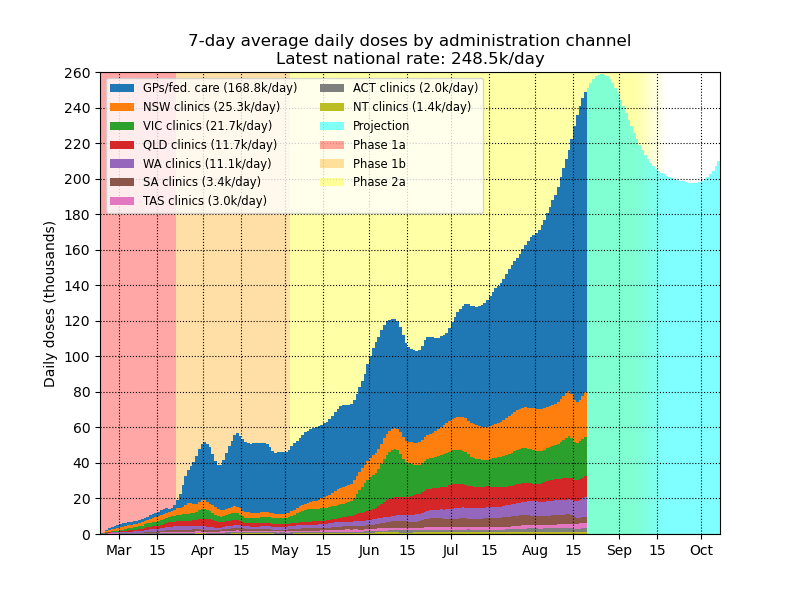 7-day average daily doses by administration channel
Latest national rate: 248.5k/day
Daily doses (thousands)
260
240
220
200
180
160
140
120
100
80
60
40
20
0
GPs/fed. care (168.8k/day)
NSW clinics (25.3k/day)
VIC clinics (21.7k/day)
QLD clinics (11.7k/day)
WA clinics (11.1k/day)
SA clinics (3.4k/day)
TAS clinics (3.0k/day)
ACT clinics (2.0k/day)
NT clinics (1.4k/day)
Projection
Phase 1a
Phase 1b
Phase 2a
Mar 15 Apr 15 May 15 Jun 15 Jul 15 Aug 15 Sep 15 Oct